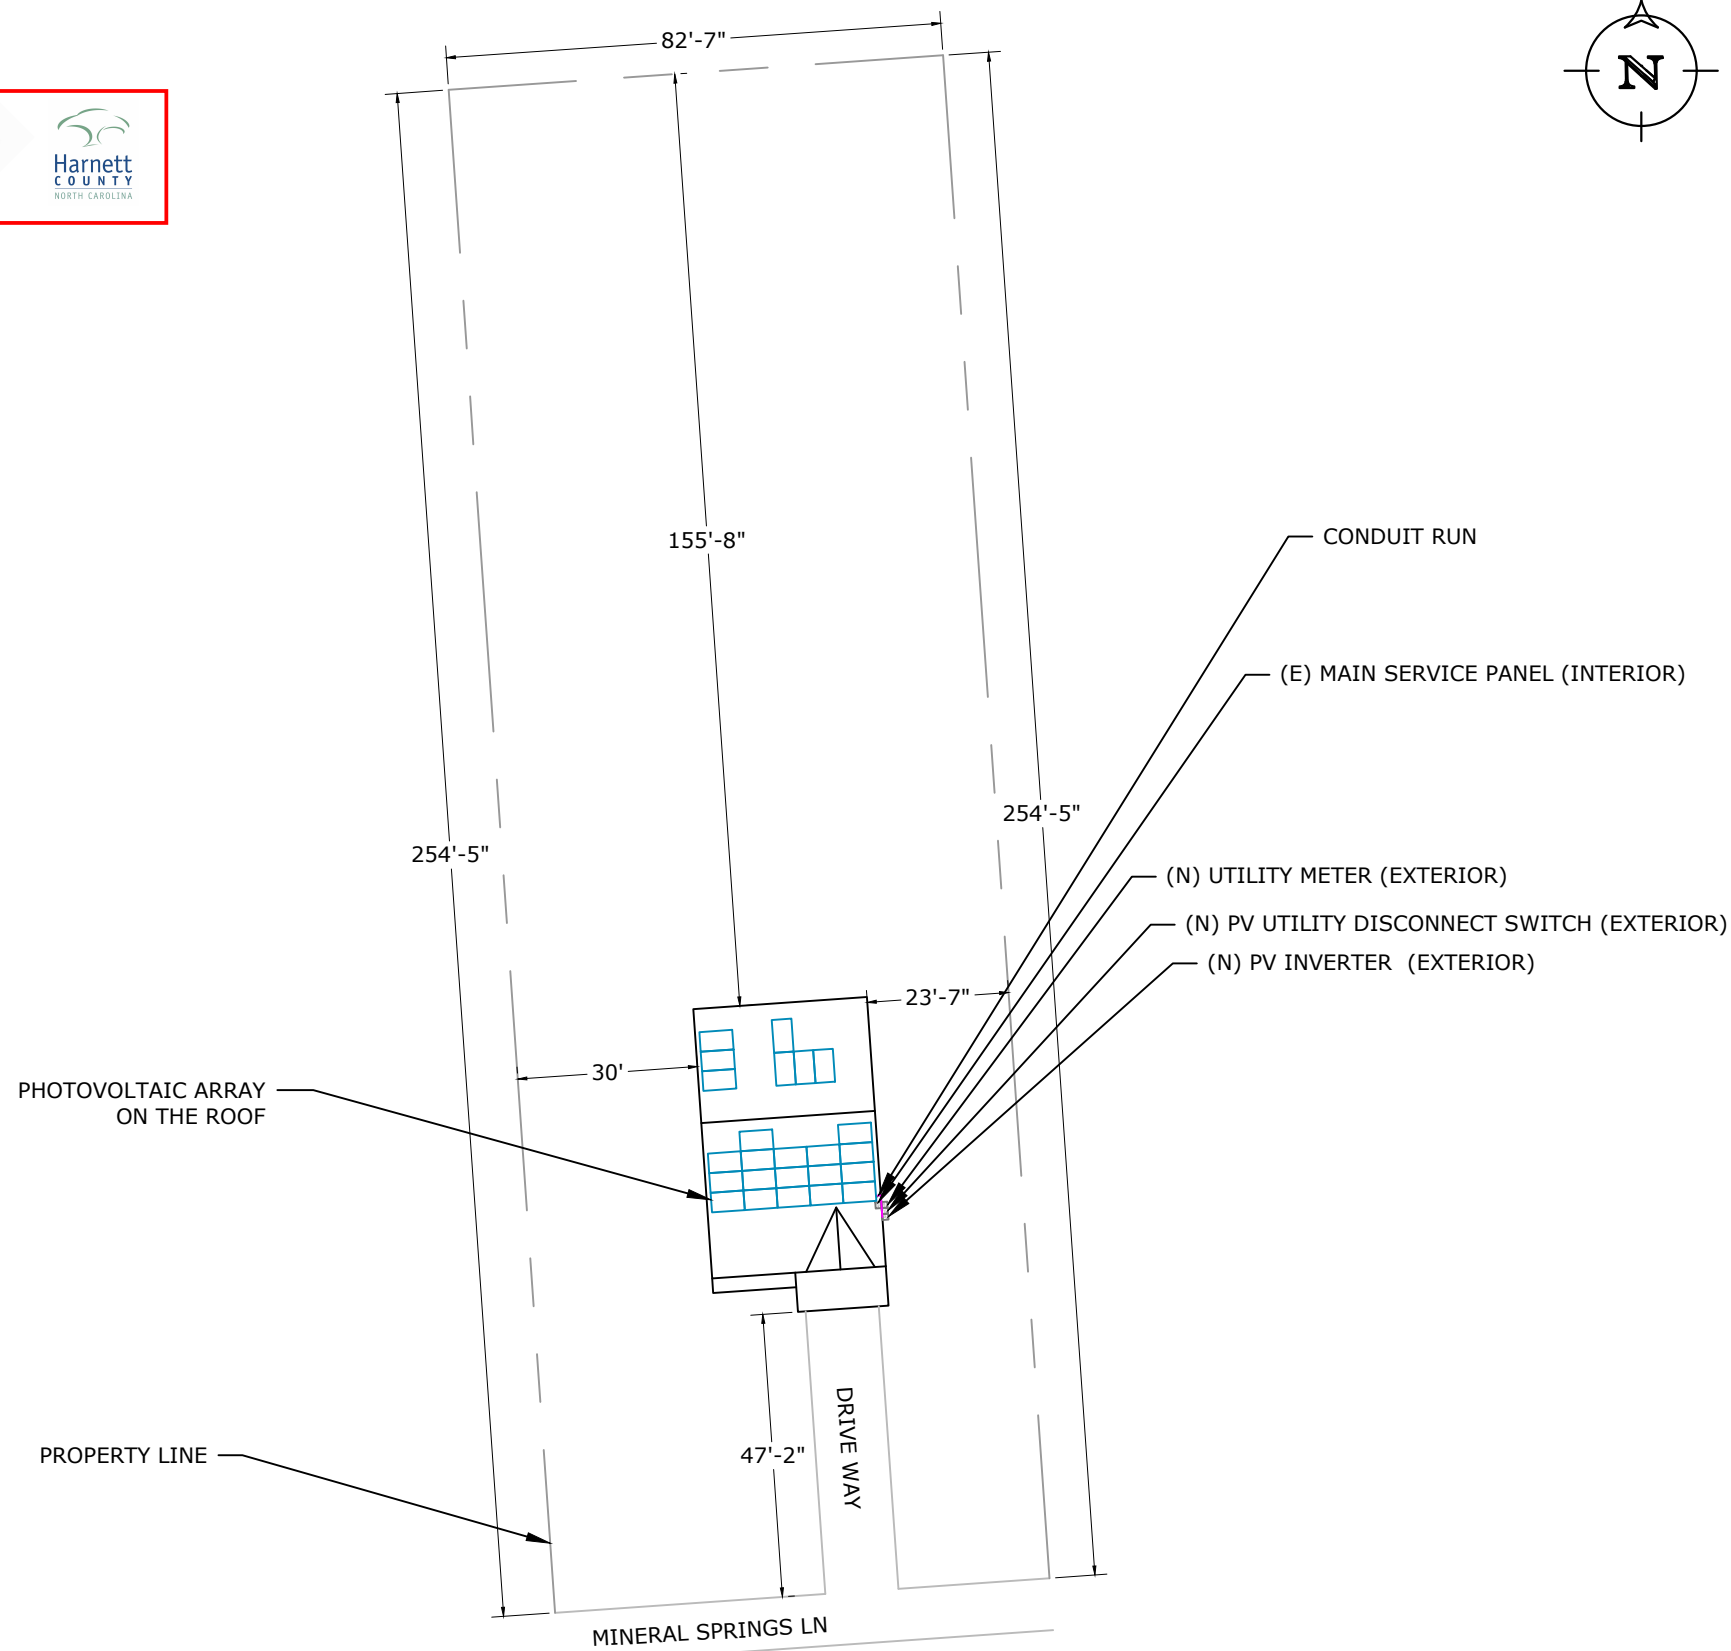 82'-7"
N
Harnett
COUNTY
NORTH CAROLINA
155'-8"
CONDUIT RUN
(E) MAIN SERVICE PANEL (INTERIOR)
254'-5"
254'-5"
(N) UTILITY METER (EXTERIOR)
(N) PV UTILITY DISCONNECT SWITCH (EXTERIOR)
(N) PV INVERTER (EXTERIOR)
23'-7"
30'
PHOTOVOLTAIC ARRAY
ON THE ROOF
DRIVE WAY
47'-2"
PROPERTY LINE
MINERAL SPRINGS LN